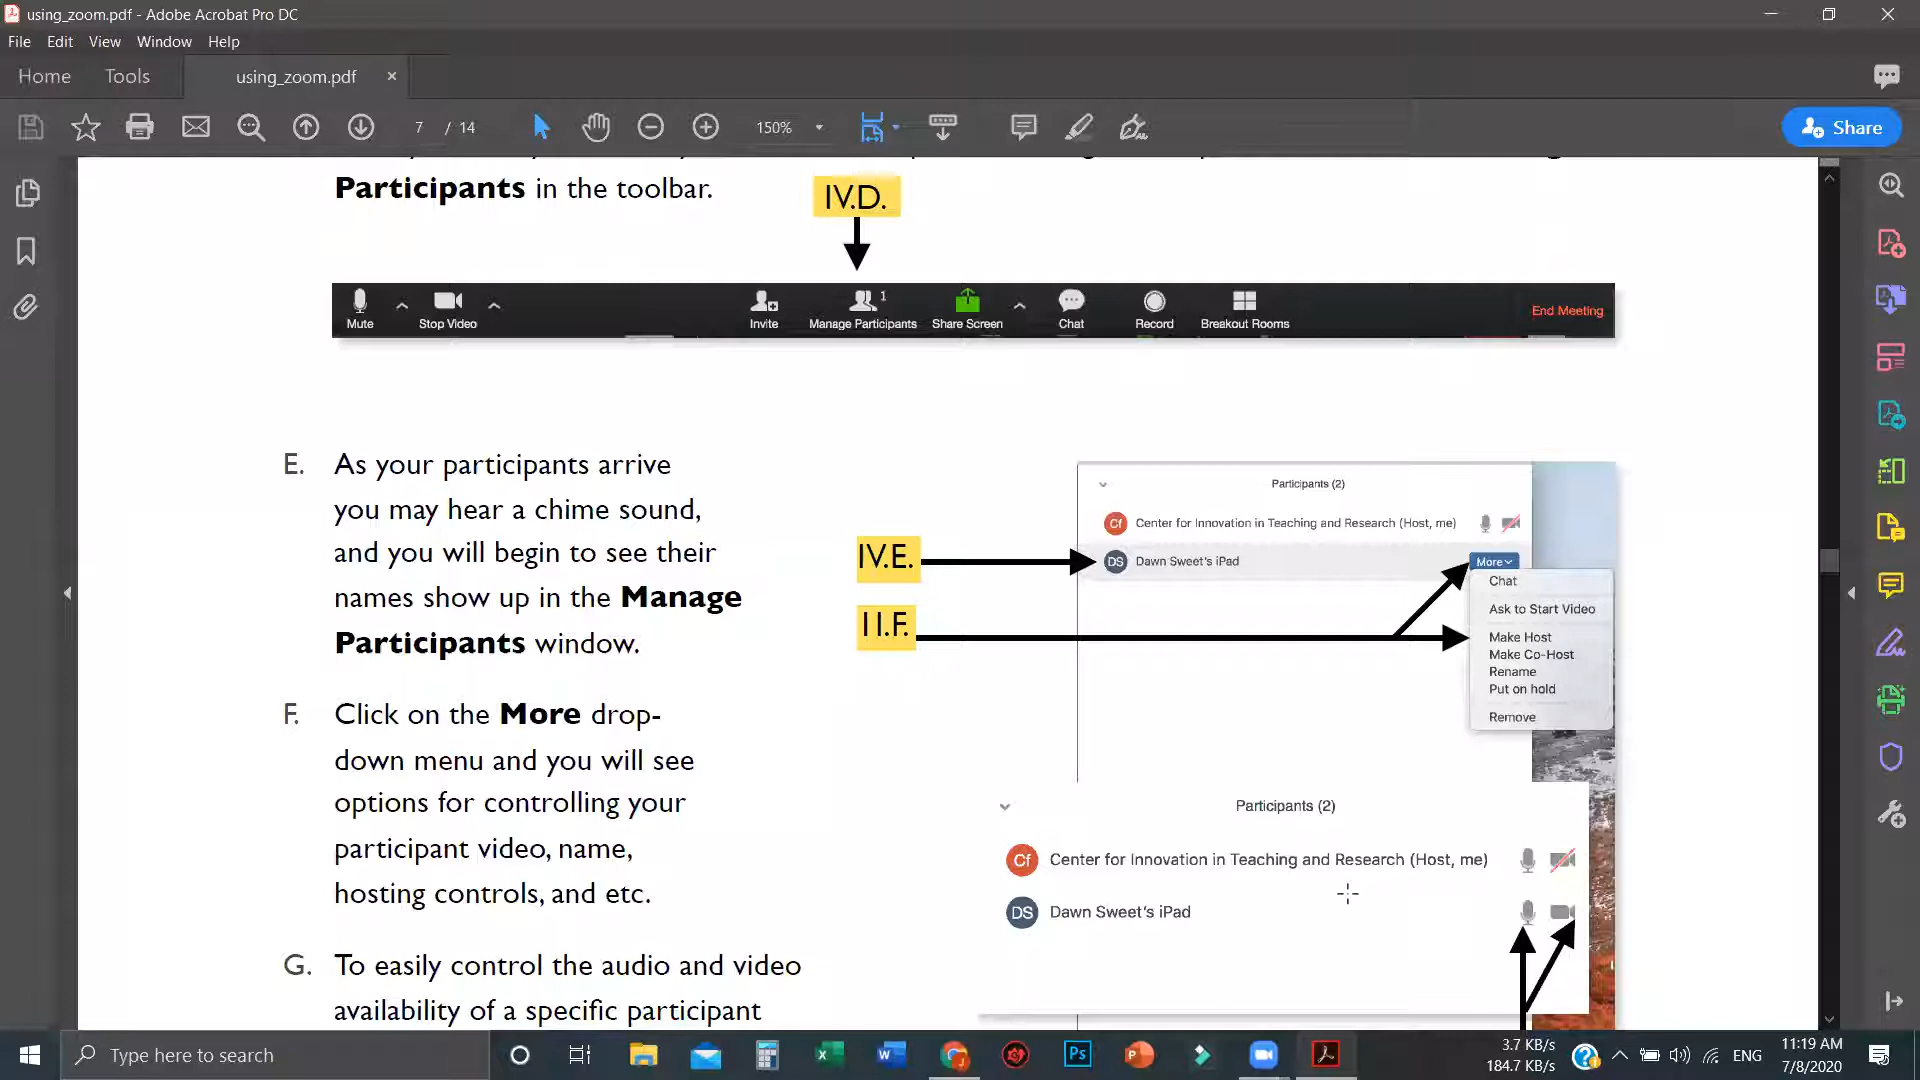 using_zoom.pdf - Adobe Acrobat Pro DC
File Edit View Window Help
Home Tools using_zoom.pdf ×
7 / 14 150% Share
Participants in the toolbar.
IV.D.
Mute Stop Video Invite Manage Participants 1 Share Screen Chat Record Breakout Rooms End Meeting
E. As your participants arrive
you may hear a chime sound,
and you will begin to see their
names show up in the Manage
Participants window.
F. Click on the More drop-
down menu and you will see
options for controlling your
participant video, name,
hosting controls, and etc.
G. To easily control the audio and video
availability of a specific participant
Participants (2)
Cf Center for Innovation in Teaching and Research (Host, me)
IV.E.
DS Dawn Sweet's iPad
More
I I.F.
Chat
Ask to Start Video
Make Host
Make Co-Host
Rename
Put on hold
Remove
Participants (2)
Cf Center for Innovation in Teaching and Research (Host, me)
DS Dawn Sweet's iPad
Type here to search
Ps
3.7 KB/s
184.7 KB/s
ENG
11:19 AM
7/8/2020